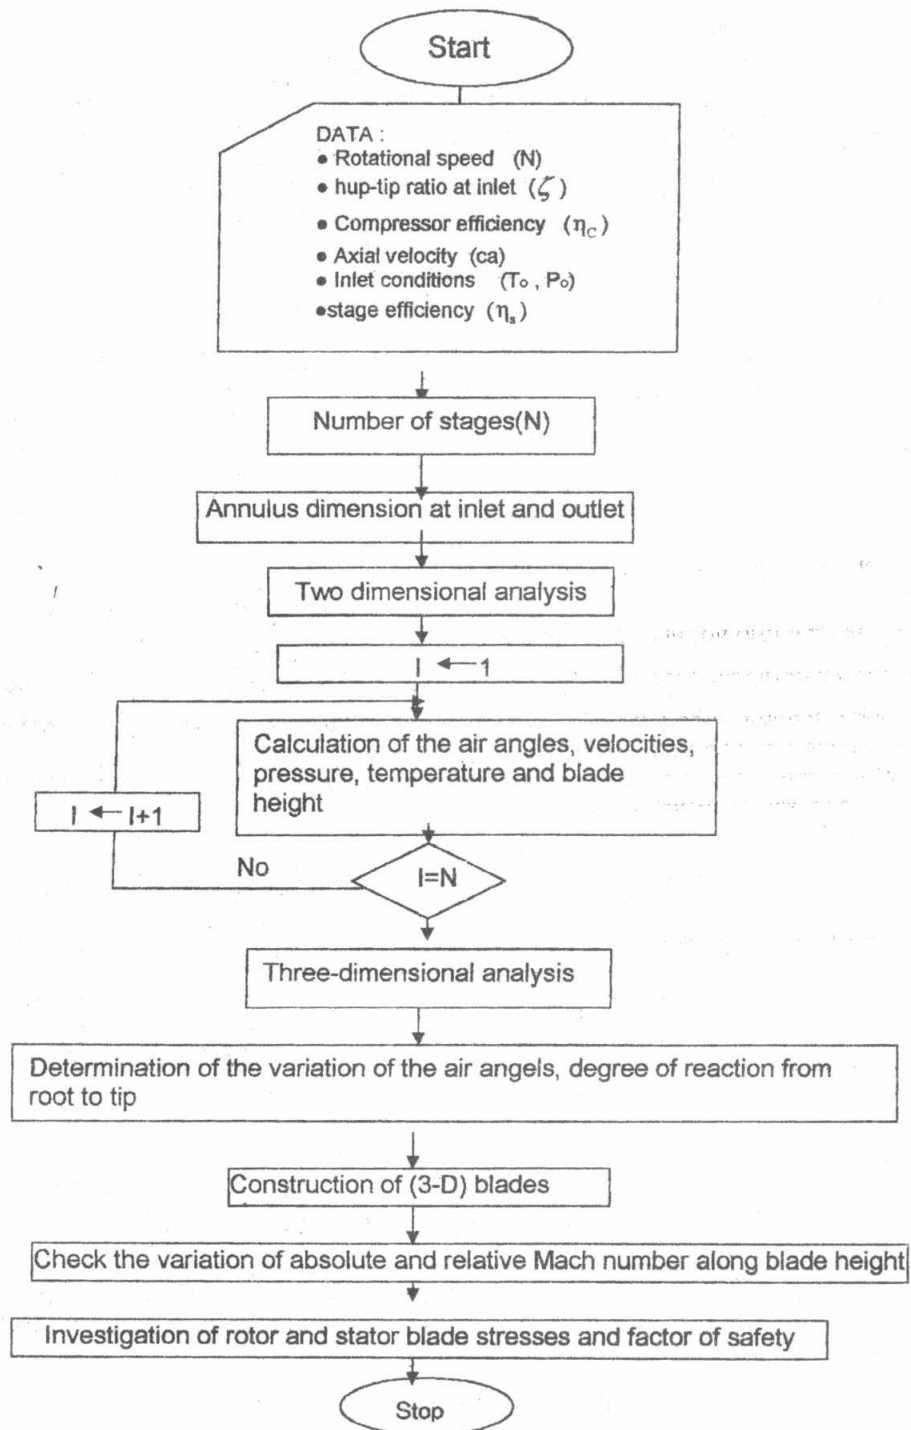 Start
DATA :
• Rotational speed (N)
• hup-tip ratio at inlet (ζ)
• Compressor efficiency (ηC)
• Axial velocity (ca)
• Inlet conditions (To , Po)
•stage efficiency (ηs)
Number of stages(N)
Annulus dimension at inlet and outlet
Two dimensional analysis
I ← 1
Calculation of the air angles, velocities,
pressure, temperature and blade
height
I ← I+1
No
I=N
Three-dimensional analysis
Determination of the variation of the air angels, degree of reaction from
root to tip
Construction of (3-D) blades
Check the variation of absolute and relative Mach number along blade height
Investigation of rotor and stator blade stresses and factor of safety
Stop